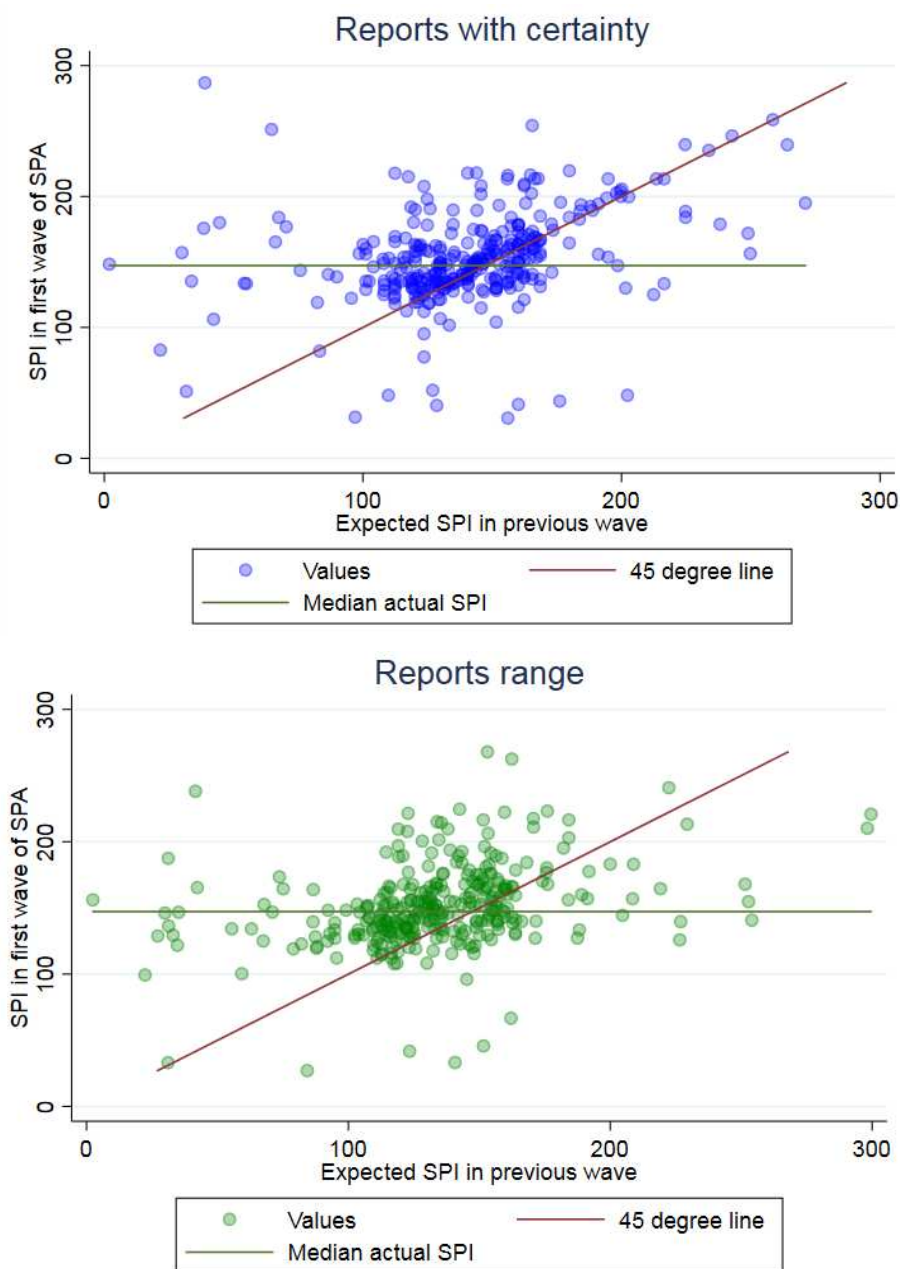 Reports with certainty
SPI in first wave of SPA
300
200
100
0
0 100 200 300
Expected SPI in previous wave
Values 45 degree line
Median actual SPI
Reports range
SPI in first wave of SPA
300
200
100
0
0 100 200 300
Expected SPI in previous wave
Values 45 degree line
Median actual SPI